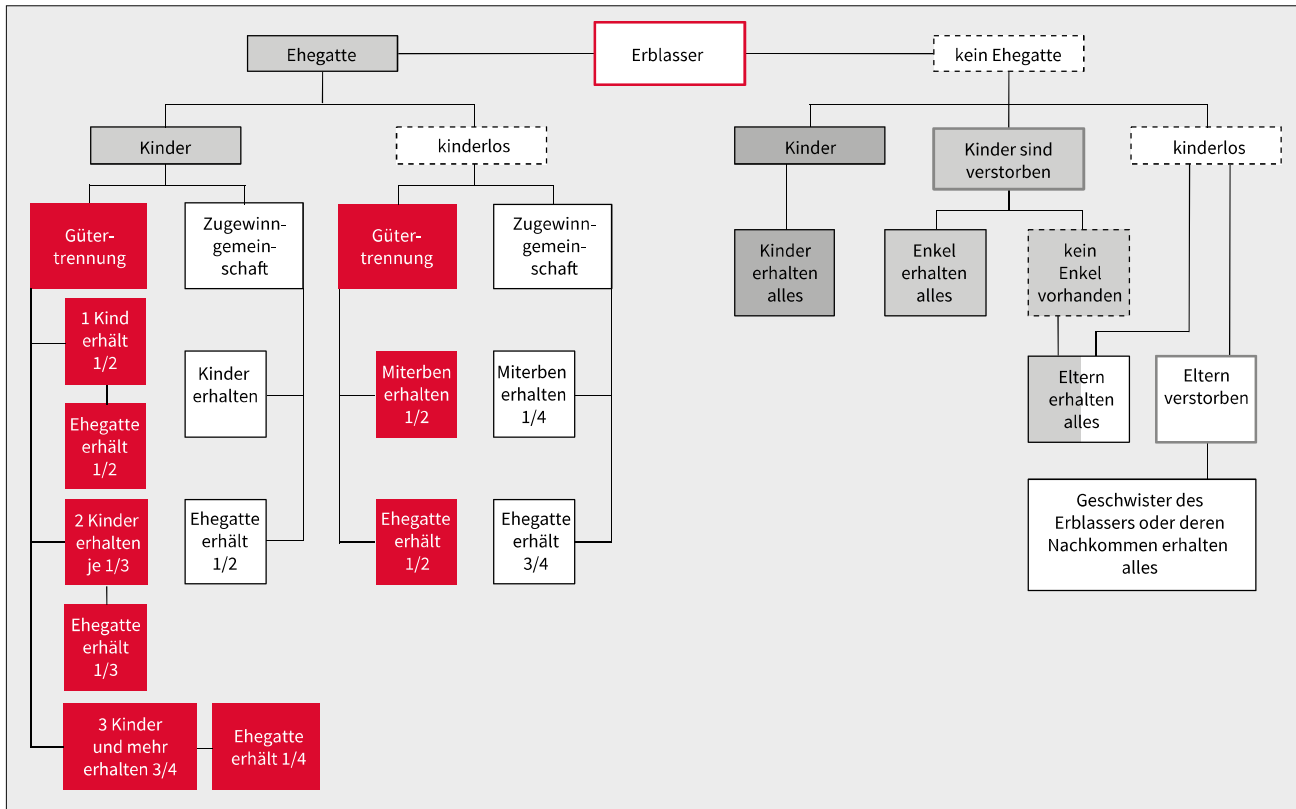 Ehegatte
Erblasser
kein Ehegatte
Kinder
kinderlos
Kinder
Kinder sind
verstorben
kinderlos
Güter-
trennung
Zugewinn-
gemein-
schaft
Güter-
trennung
Zugewinn-
gemein-
schaft
Kinder
erhalten
alles
Enkel
erhalten
alles
kein
Enkel
vorhanden
1 Kind
erhält
1/2
Kinder
erhalten
Miterben
erhalten
1/2
Miterben
erhalten
1/4
Eltern
erhalten
alles
Eltern
verstorben
Ehegatte
erhält
1/2
2 Kinder
erhalten
je 1/3
Ehegatte
erhält
1/2
Ehegatte
erhält
1/2
Ehegatte
erhält
3/4
Geschwister des
Erblassers oder deren
Nachkommen erhalten
alles
Ehegatte
erhält
1/3
3 Kinder
und mehr
erhalten 3/4
Ehegatte
erhält 1/4